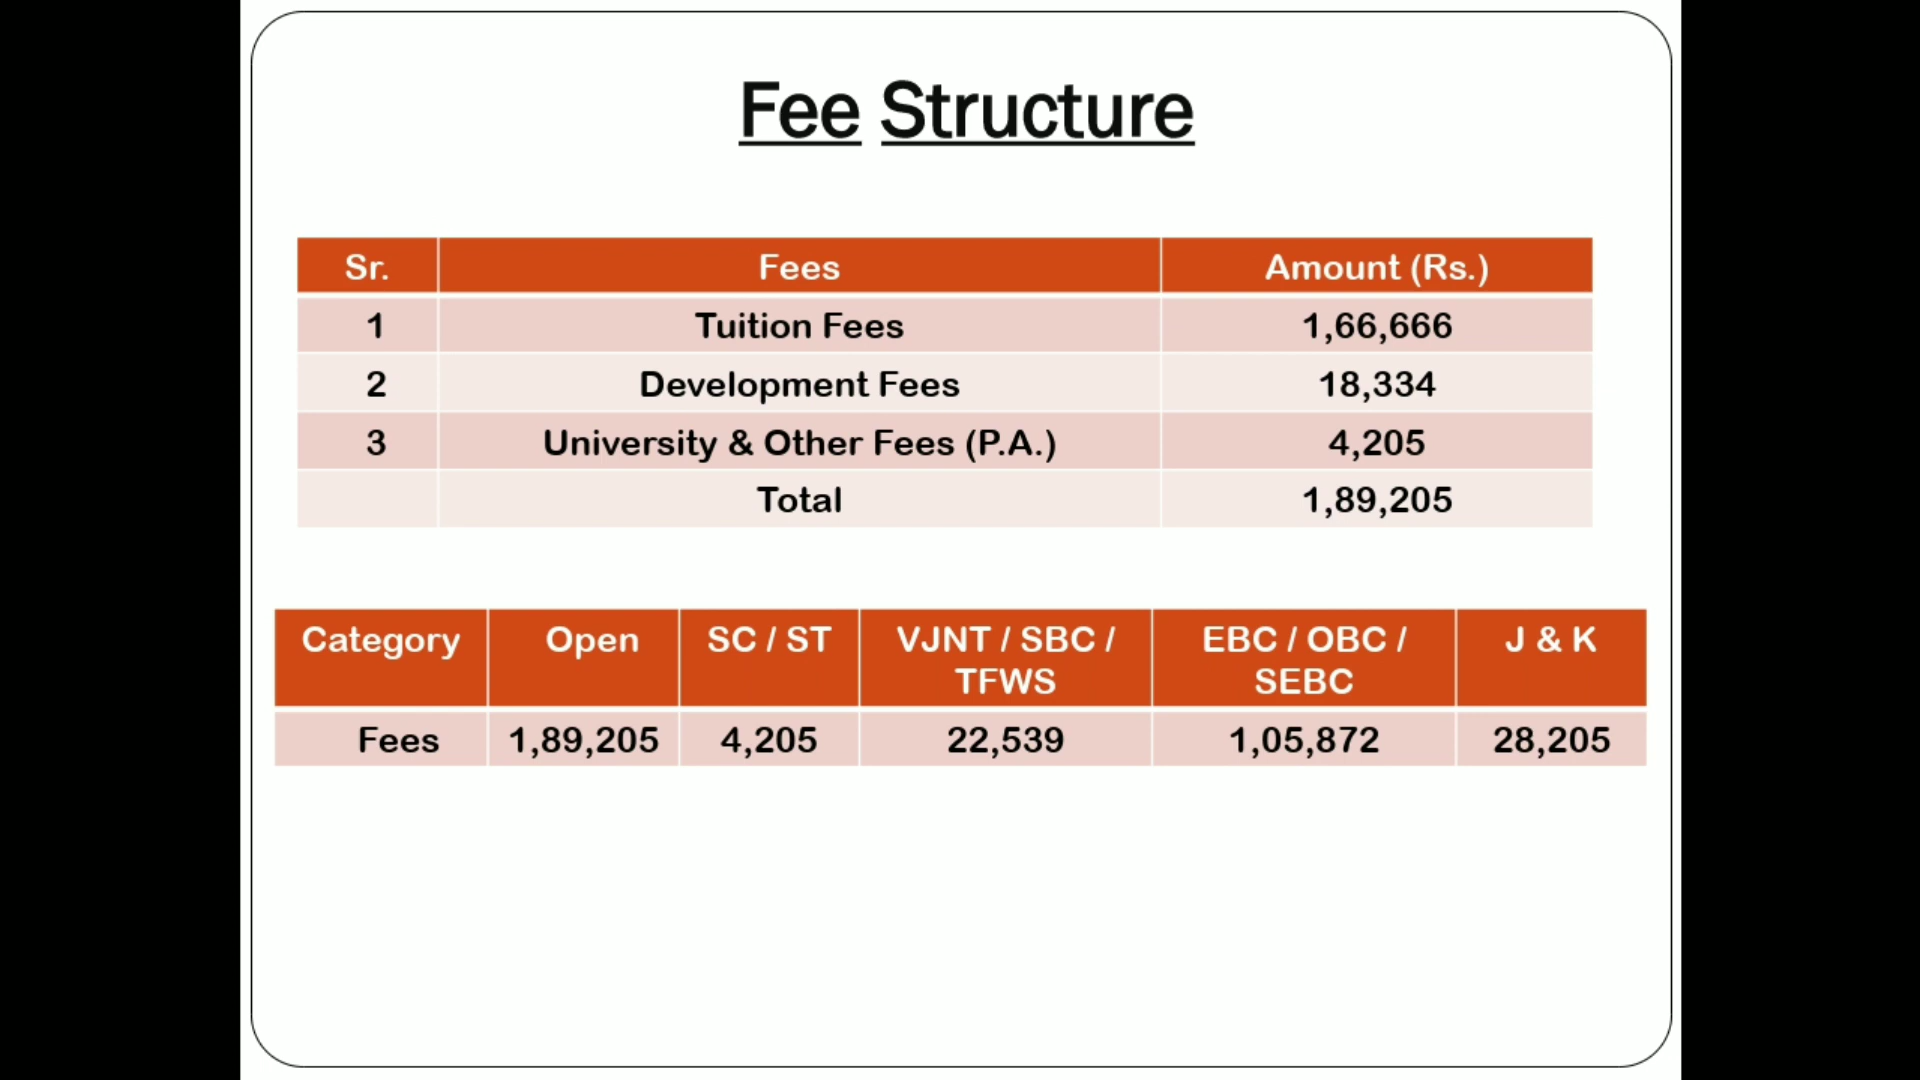 Fee Structure
Sr. Fees Amount (Rs.)
1 Tuition Fees 1,66,666
2 Development Fees 18,334
3 University & Other Fees (P.A.) 4,205
Total 1,89,205
Category Open SC / ST VJNT / SBC / EBC / OBC / J & K
TFWS SEBC
Fees 1,89,205 4,205 22,539 1,05,872 28,205